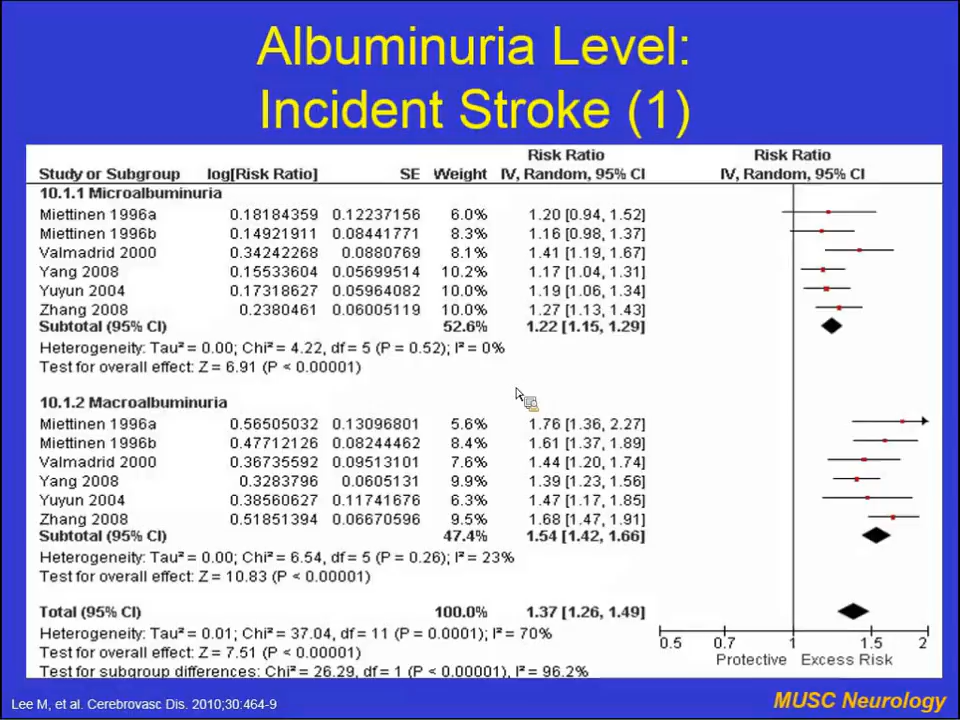 Albuminuria Level:
Incident Stroke (1)
Risk Ratio Risk Ratio
Study or Subgroup log[Risk Ratio] SE Weight IV, Random, 95% CI IV, Random, 95% CI
10.1.1 Microalbuminuria
Miettinen 1996a 0.18184359 0.12237156 6.0% 1.20 [0.94, 1.52]
Miettinen 1996b 0.14921911 0.08441771 8.3% 1.16 [0.98, 1.37]
Valmadrid 2000 0.34242268 0.0880769 8.1% 1.41 [1.19, 1.67]
Yang 2008 0.15533604 0.05699514 10.2% 1.17 [1.04, 1.31]
Yuyun 2004 0.17318627 0.05964082 10.0% 1.19 [1.06, 1.34]
Zhang 2008 0.2380461 0.06005119 10.0% 1.27 [1.13, 1.43]
Subtotal (95% CI) 52.6% 1.22 [1.15, 1.29]
Heterogeneity: Tau² = 0.00; Chi² = 4.22, df = 5 (P = 0.52); I² = 0%
Test for overall effect: Z = 6.91 (P < 0.00001)
10.1.2 Macroalbuminuria
Miettinen 1996a 0.56505032 0.13096801 5.6% 1.76 [1.36, 2.27]
Miettinen 1996b 0.47712126 0.08244462 8.4% 1.61 [1.37, 1.89]
Valmadrid 2000 0.36735592 0.09513101 7.6% 1.44 [1.20, 1.74]
Yang 2008 0.3283796 0.0605131 9.9% 1.39 [1.23, 1.56]
Yuyun 2004 0.38560627 0.11741676 6.3% 1.47 [1.17, 1.85]
Zhang 2008 0.51851394 0.06670596 9.5% 1.68 [1.47, 1.91]
Subtotal (95% CI) 47.4% 1.54 [1.42, 1.66]
Heterogeneity: Tau² = 0.00; Chi² = 6.54, df = 5 (P = 0.26); I² = 23%
Test for overall effect: Z = 10.83 (P < 0.00001)
Total (95% CI) 100.0% 1.37 [1.26, 1.49]
Heterogeneity: Tau² = 0.01; Chi² = 37.04, df = 11 (P = 0.0001); I² = 70%
Test for overall effect: Z = 7.51 (P < 0.00001)
Test for subgroup differences: Chi² = 26.29, df = 1 (P < 0.00001), I² = 96.2%
0.5 0.7 1 1.5 2
Protective Excess Risk
Lee M, et al. Cerebrovasc Dis. 2010;30:464-9
MUSC Neurology